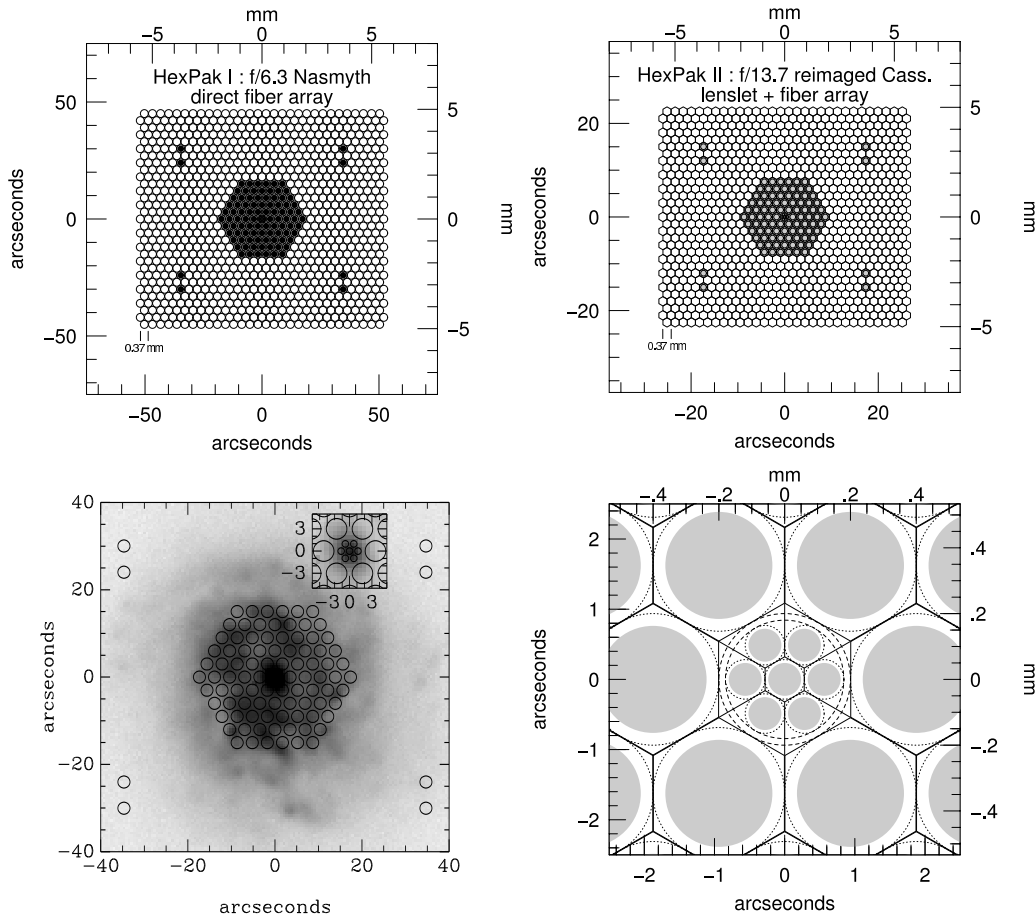 mm
−5 0 5
HexPak I : f/6.3 Nasmyth
direct fiber array
50
0
−50
arcseconds
5
0
−5
mm
0.37 mm
−50 0 50
arcseconds
mm
−5 0 5
HexPak II : f/13.7 reimaged Cass.
lenslet + fiber array
20
0
−20
arcseconds
5
0
−5
mm
0.37 mm
−20 0 20
arcseconds
40
20
0
−20
−40
arcseconds
3
0
−3
−3 0 3
−40 −20 0 20 40
arcseconds
mm
−.4 −.2 0 .2 .4
2
1
0
−1
−2
arcseconds
.4
.2
0
−.2
−.4
mm
−2 −1 0 1 2
arcseconds